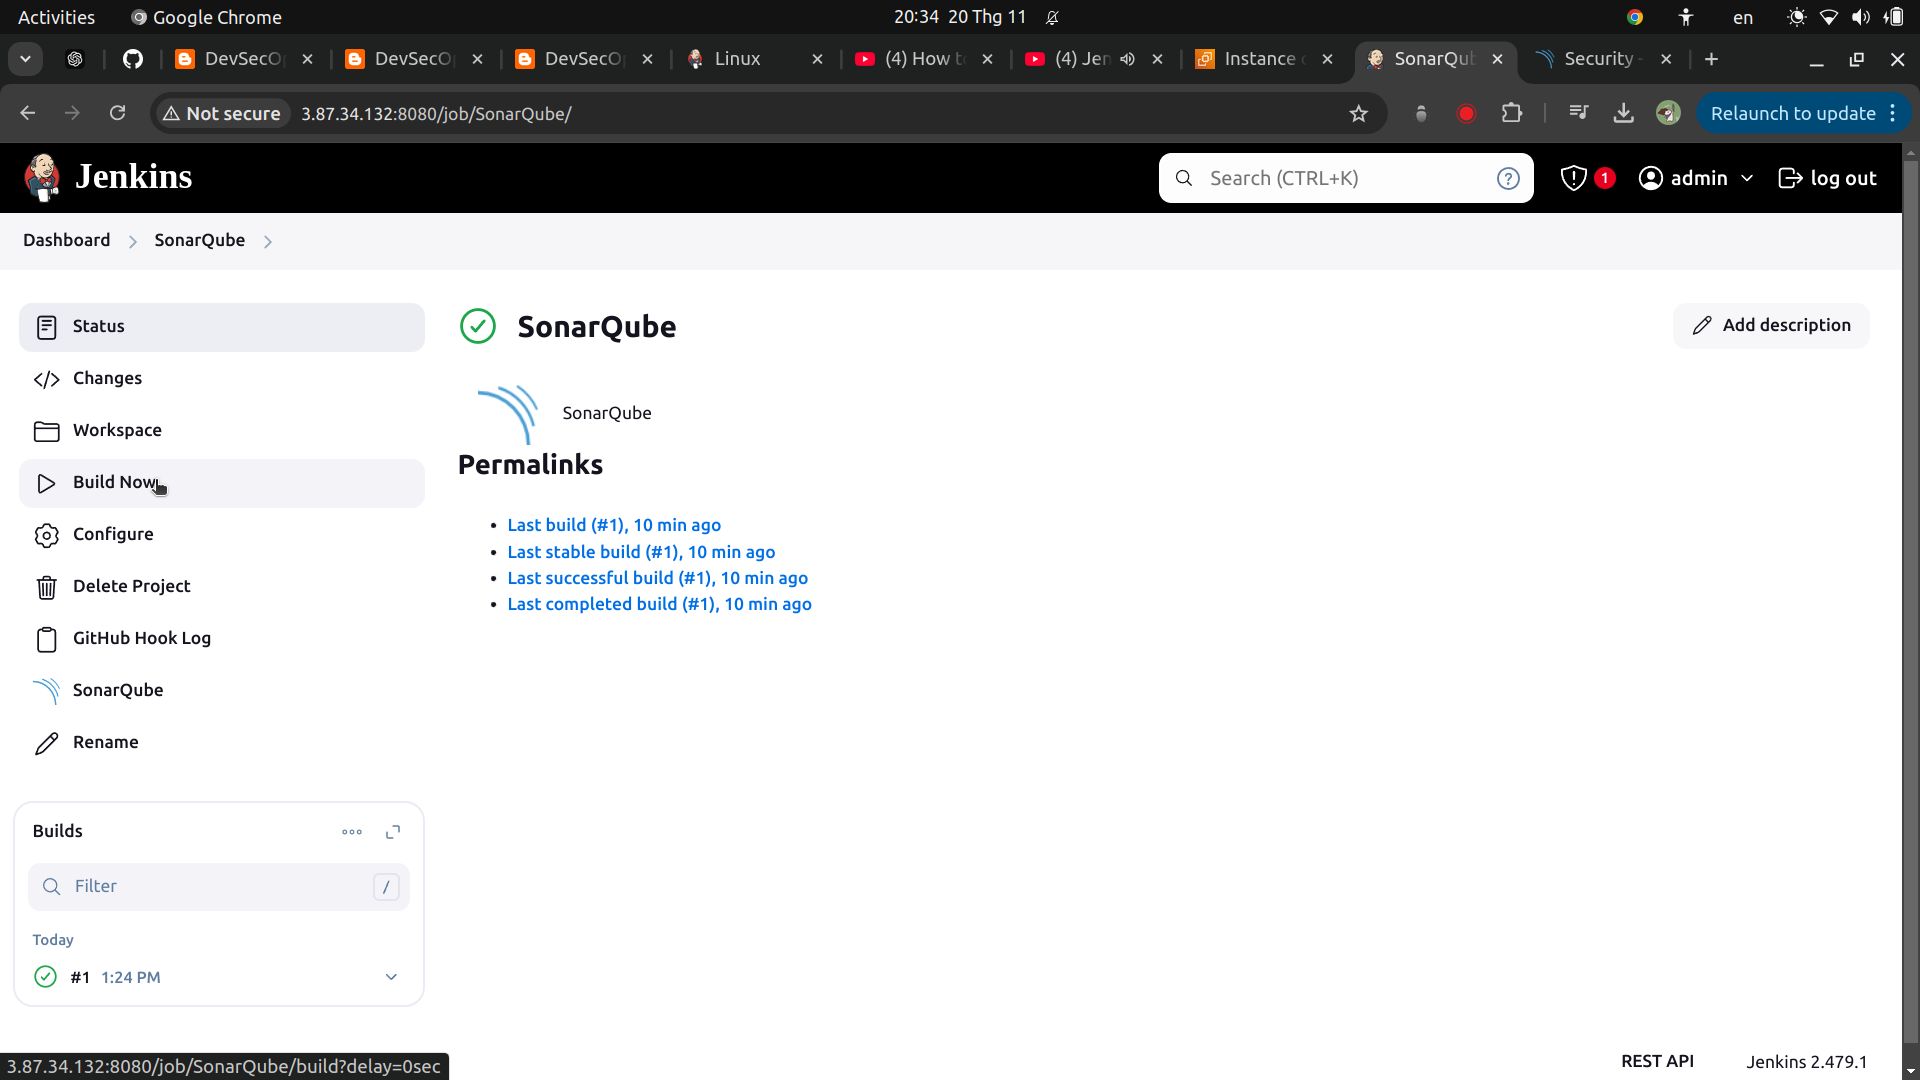 Activities
Google Chrome
20:34 20 Thg 11
en
DevSecO
DevSecO
DevSecO
Linux
(4) How t
(4) Jen
Instance
SonarQu
Security
Not secure
3.87.34.132:8080/job/SonarQube/
Relaunch to update
Jenkins
Search (CTRL+K)
?
1
admin
log out
Dashboard
SonarQube
Status
Changes
Workspace
Build Now
Configure
Delete Project
GitHub Hook Log
SonarQube
Rename
Builds
Filter
/
Today
#1 1:24 PM
SonarQube
Add description
SonarQube
Permalinks
Last build (#1), 10 min ago
Last stable build (#1), 10 min ago
Last successful build (#1), 10 min ago
Last completed build (#1), 10 min ago
3.87.34.132:8080/job/SonarQube/build?delay=0sec
REST API
Jenkins 2.479.1